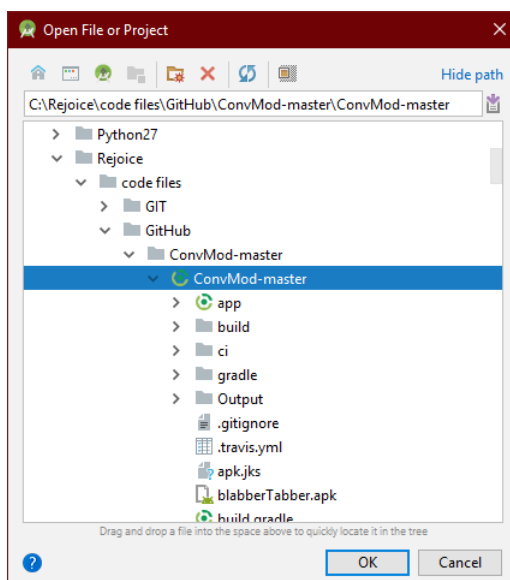 Open File or Project
Hide path
C:\Rejoice\code files\GitHub\ConvMod-master\ConvMod-master
Python27
Rejoice
code files
GIT
GitHub
ConvMod-master
ConvMod-master
app
build
ci
gradle
Output
.gitignore
.travis.yml
apk.jks
blabberTabber.apk
build.gradle
Drag and drop a file into the space above to quickly locate it in the tree
? OK Cancel